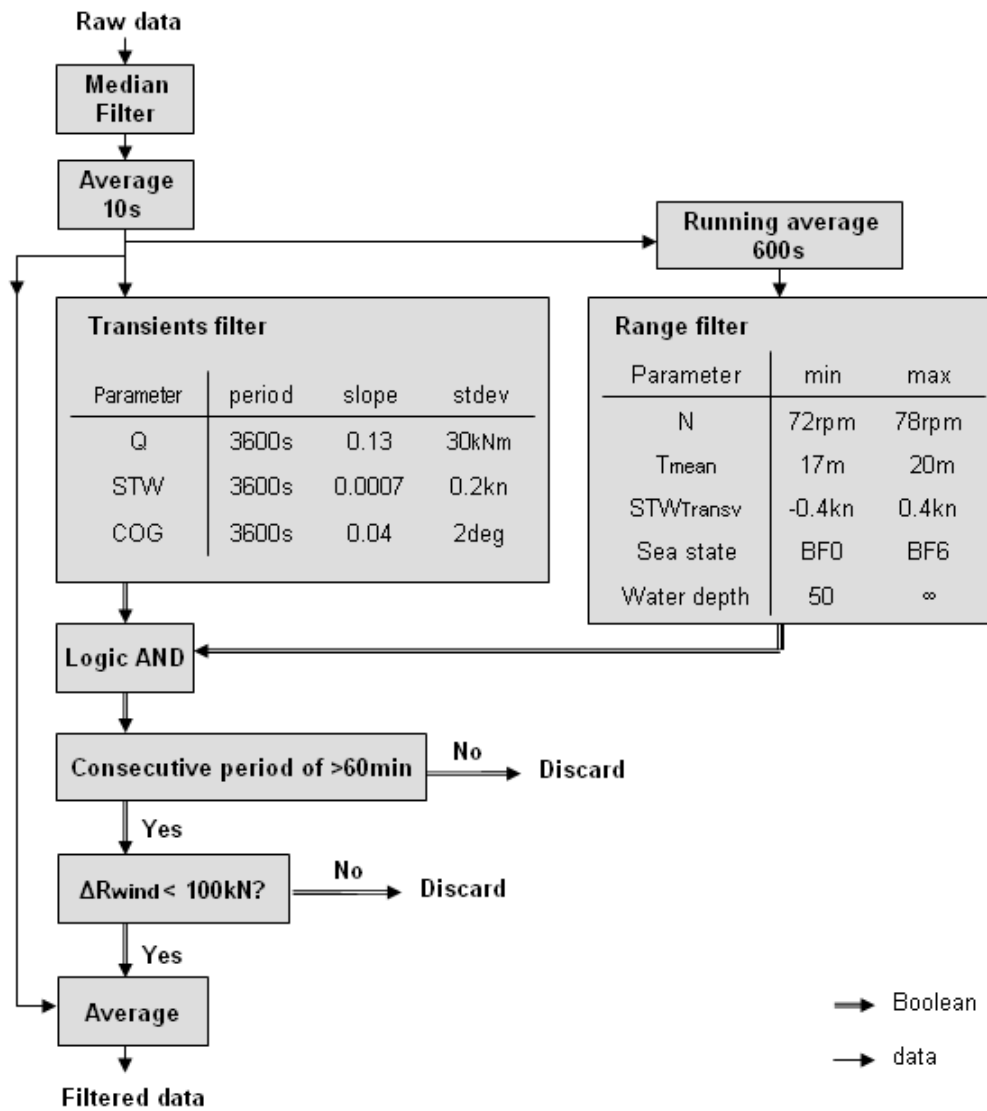 Raw data
Median
Filter
Average
10s
Running average
600s
Transients filter
Parameter period slope stdev
Q 3600s 0.13 30kNm
STW 3600s 0.0007 0.2kn
COG 3600s 0.04 2deg
Range filter
Parameter min max
N 72rpm 78rpm
Tmean 17m 20m
STWTransv -0.4kn 0.4kn
Sea state BF0 BF6
Water depth 50 ∞
Logic AND
Consecutive period of >60min
No
Discard
Yes
ΔRwind < 100kN?
No
Discard
Yes
Average
Filtered data
Boolean
data